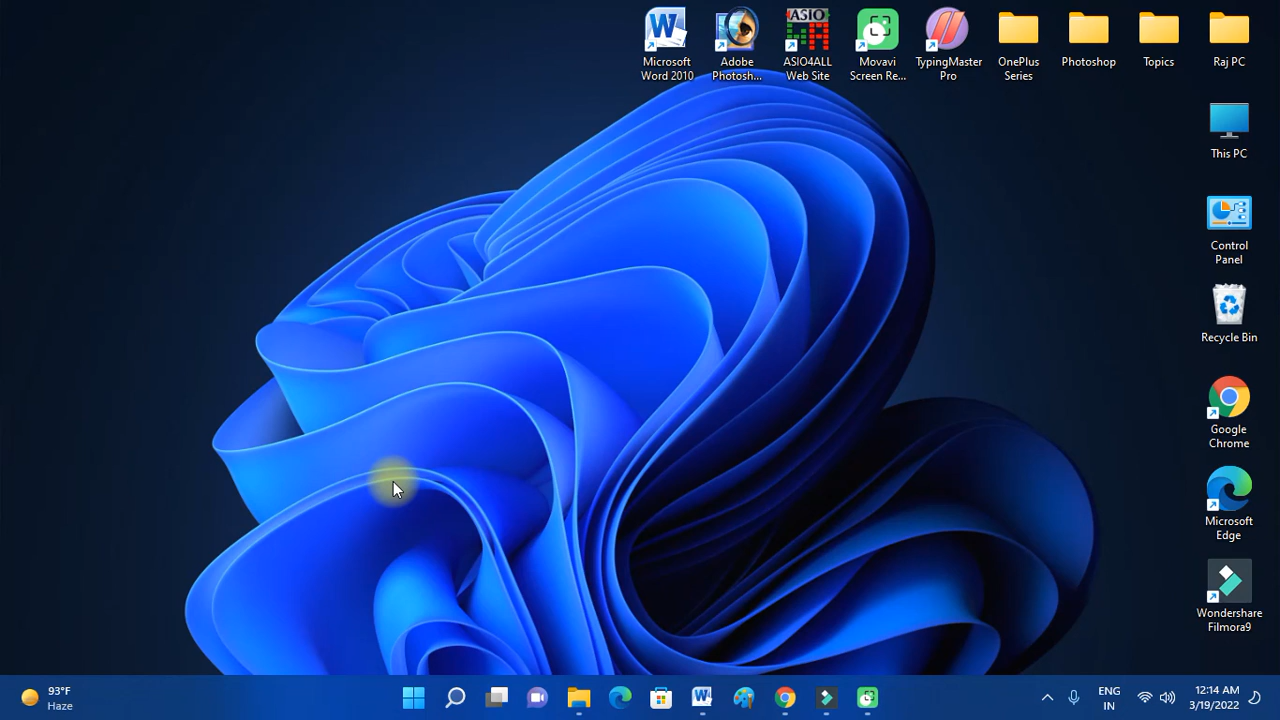 Microsoft
Word 2010
Adobe
Photosh...
ASIO
ASIO4ALL
Web Site
Movavi
Screen Re...
TypingMaster
Pro
OnePlus
Series
Photoshop
Topics
Raj PC
This PC
Control
Panel
Recycle Bin
Google
Chrome
Microsoft
Edge
Wondershare
Filmora9
93°F
Haze
ENG
IN
12:14 AM
3/19/2022